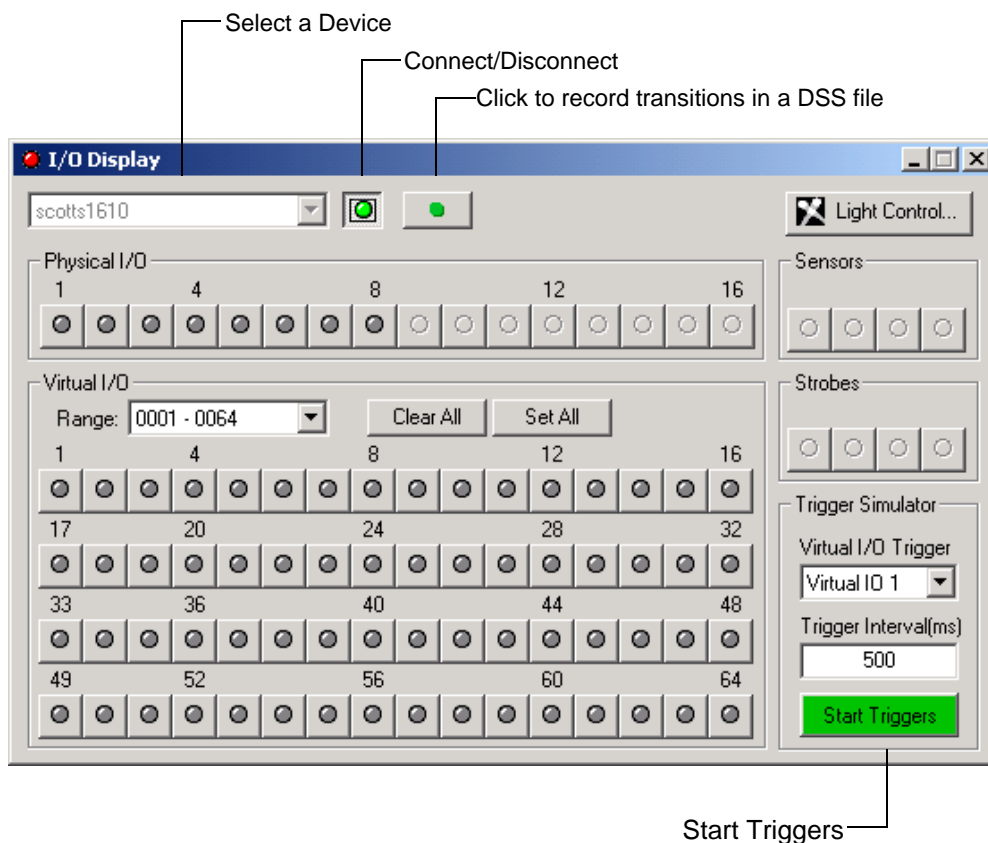 Select a Device
Connect/Disconnect
Click to record transitions in a DSS file
I/O Display
scotts1610
Light Control...
Physical I/O
1 4 8 12 16
Sensors
Virtual I/O
Range: 0001 - 0064 Clear All Set All
1 4 8 12 16
17 20 24 28 32
33 36 40 44 48
49 52 56 60 64
Strobes
Trigger Simulator
Virtual I/O Trigger
Virtual IO 1
Trigger Interval(ms)
500
Start Triggers
Start Triggers